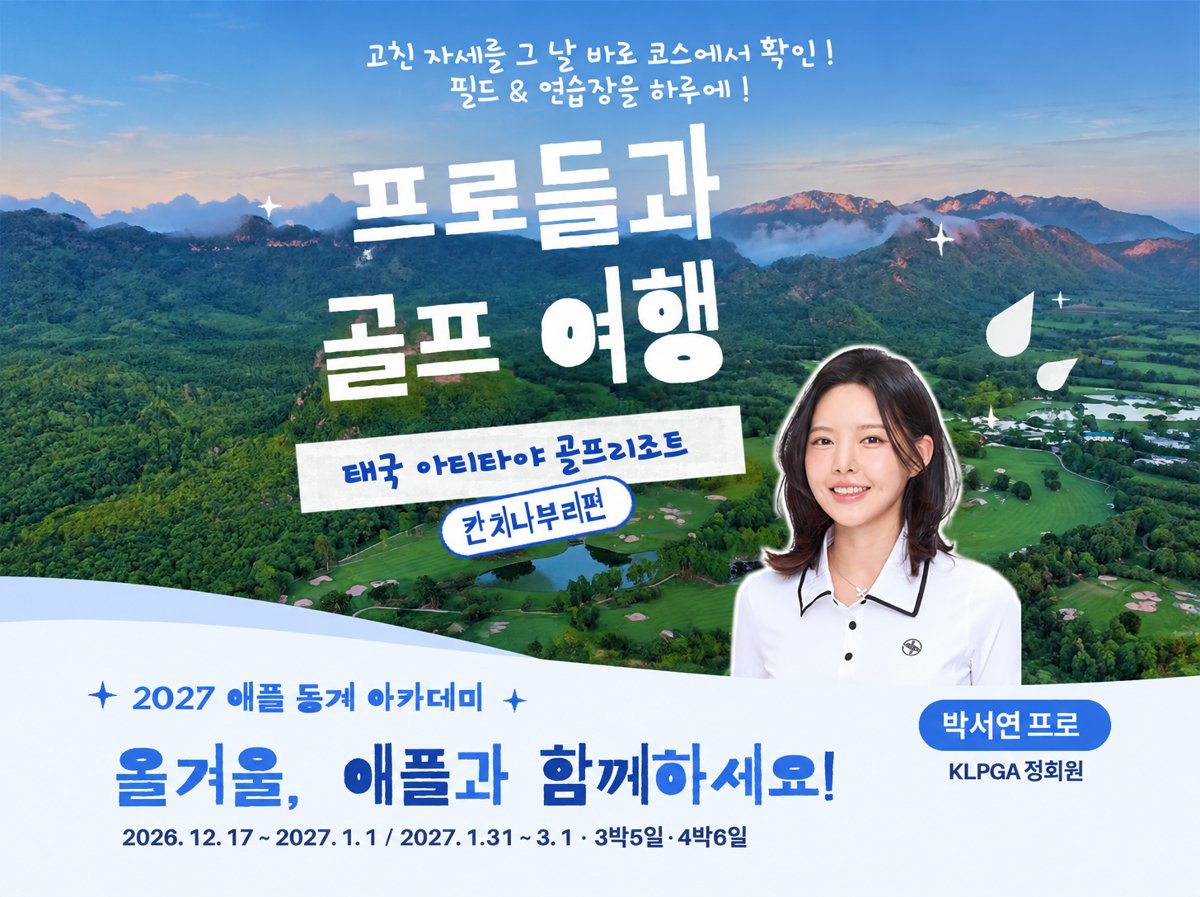 고친 자세를 그 날 바로 코스에서 확인!
필드 & 연습장을 하루에!
프로들과
골프 여행
태국 아티타야 골프리조트
칸치나부리편
2027 애플 동계 아카데미
올겨울, 애플과 함께하세요!
2026. 12. 17 ~ 2027. 1. 1 / 2027. 1.31 ~ 3. 1 · 3박5일 · 4박6일
박서연 프로
KLPGA 정회원